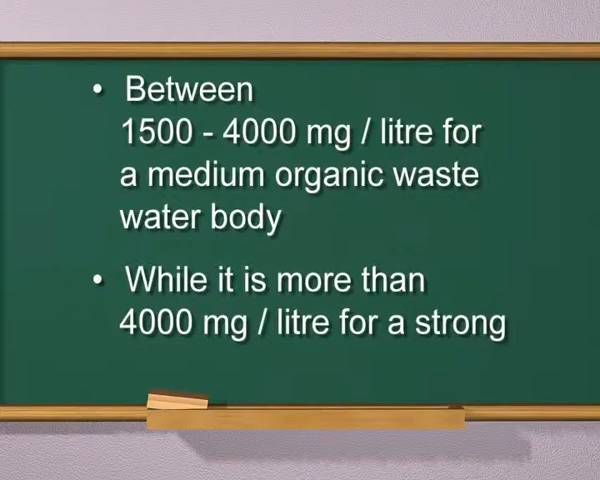 • Between
1500 - 4000 mg / litre for
a medium organic waste
water body
• While it is more than
4000 mg / litre for a strong